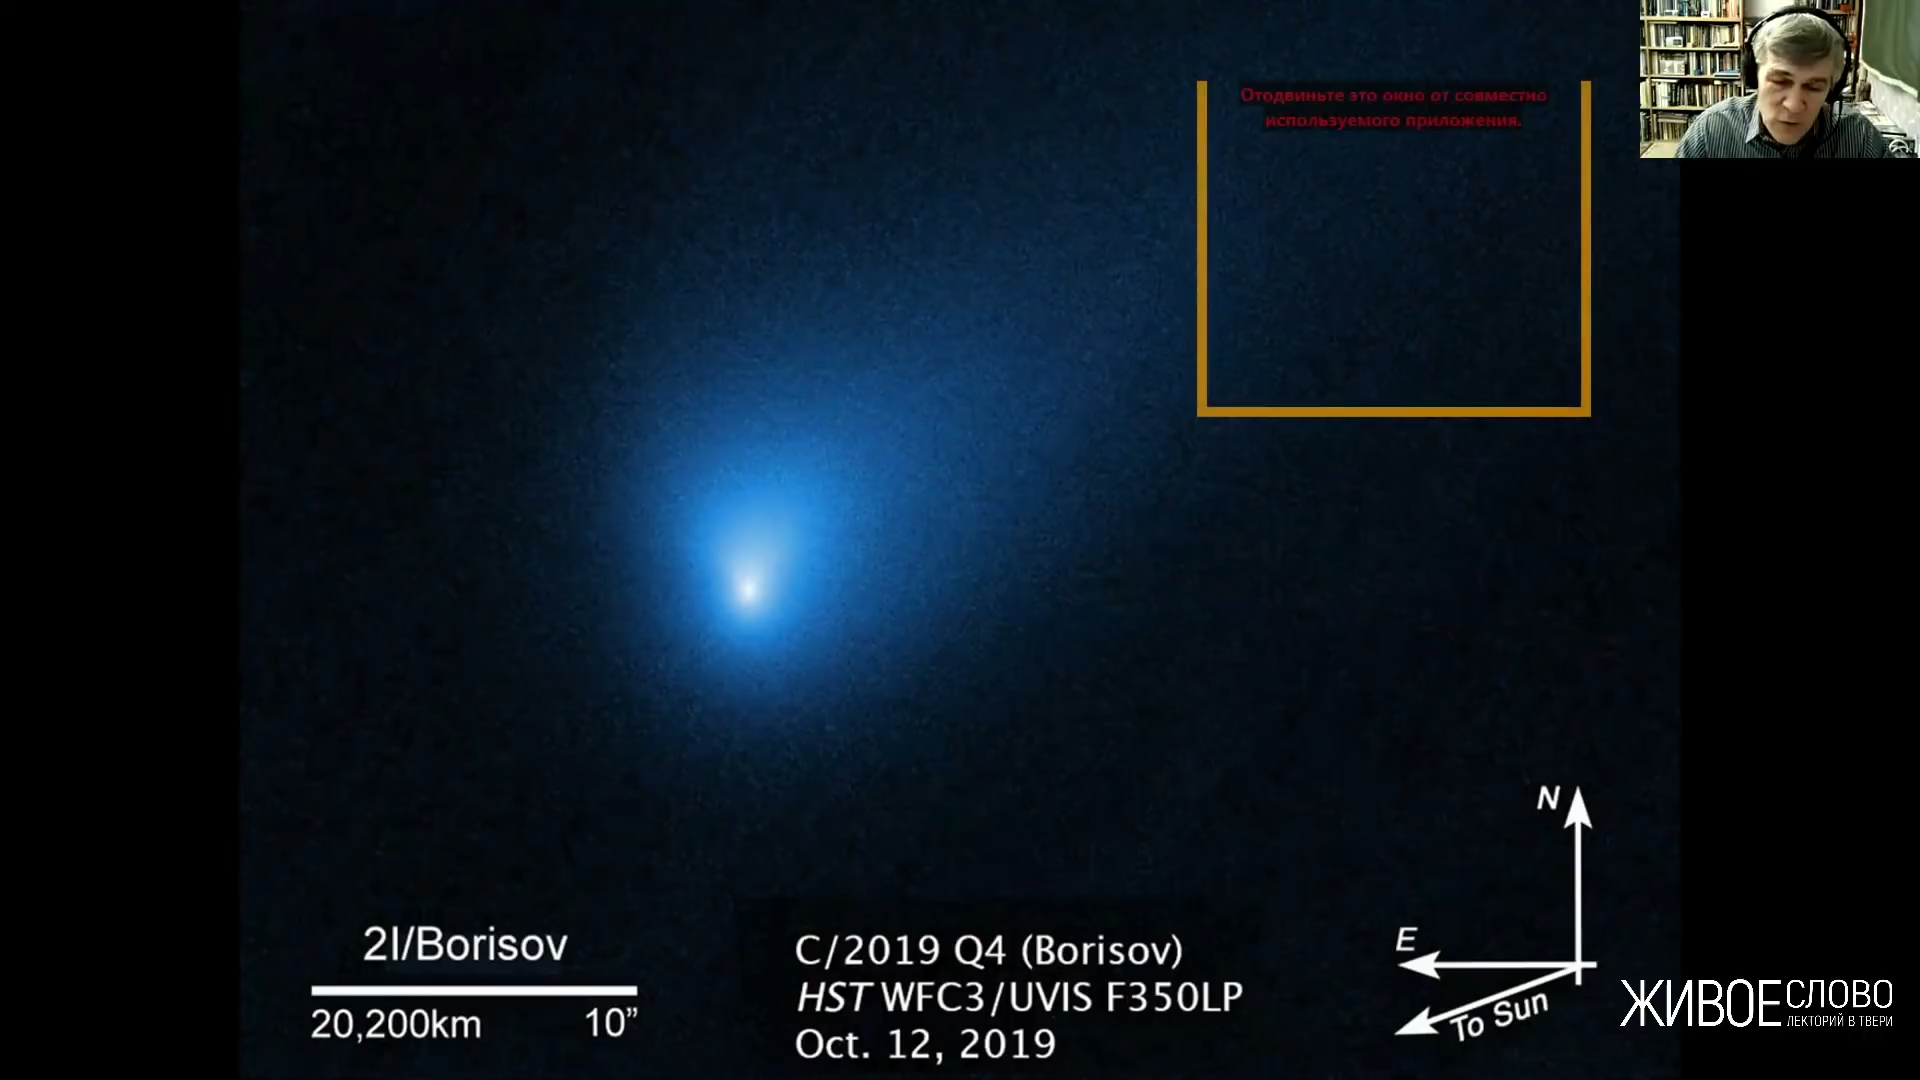 Отодвиньте это окно от совместно
используемого приложения.
N
E
To Sun
2I/Borisov
20,200km 10”
C/2019 Q4 (Borisov)
HST WFC3/UVIS F350LP
Oct. 12, 2019
ЖИВОЕ СЛОВО
ЛЕКТОРИЙ В ТВЕРИ